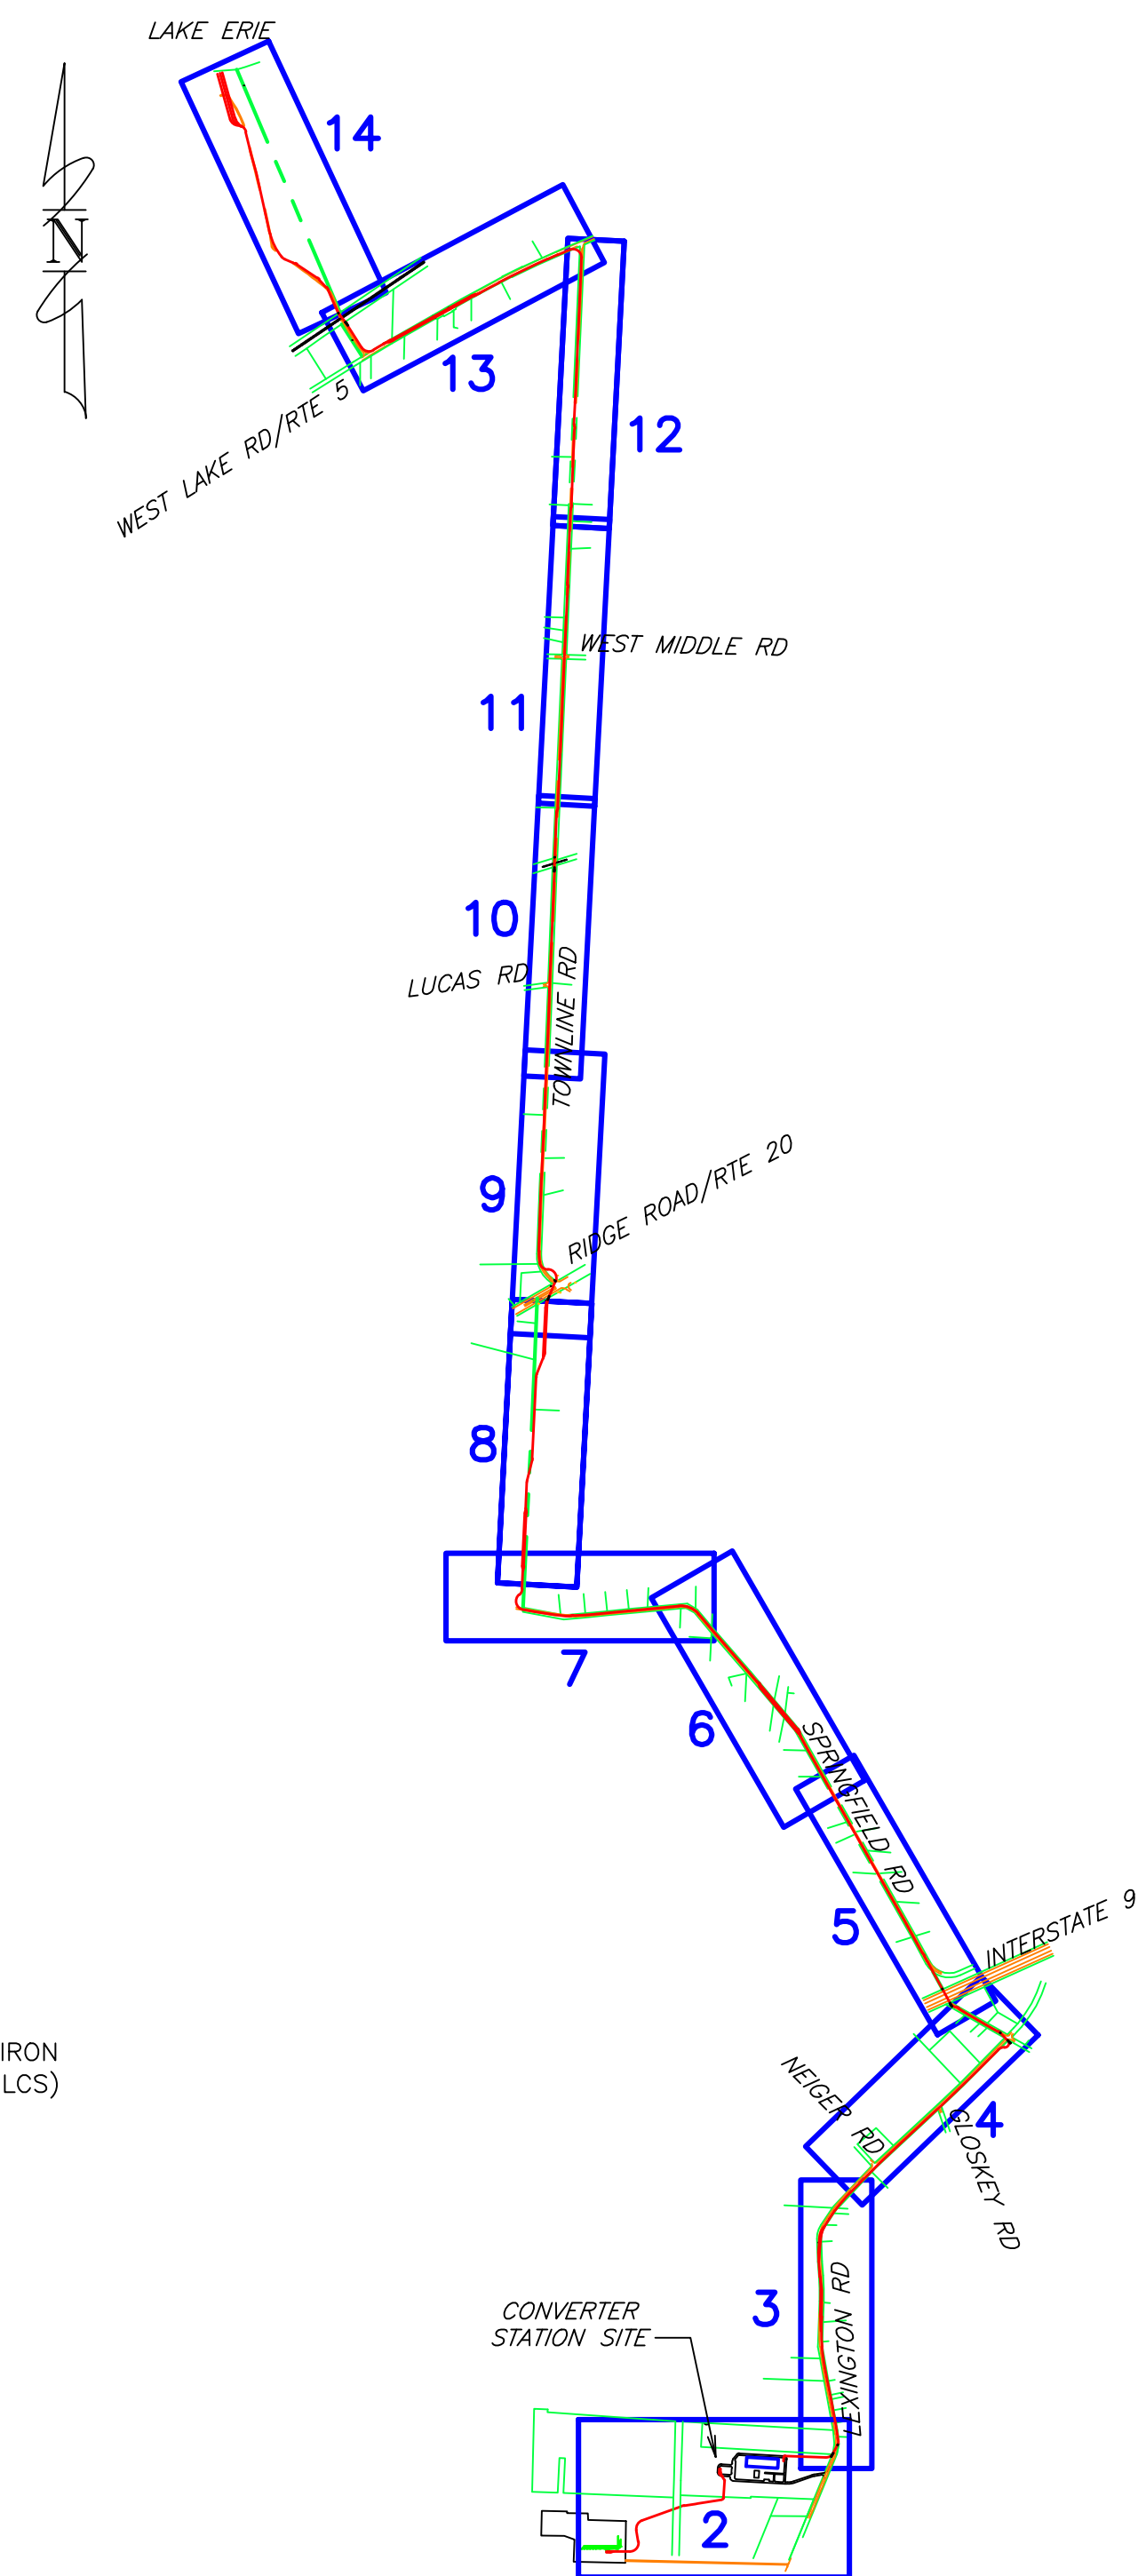 LAKE ERIE
14
N
13
WEST LAKE RD/RTE 5
12
WEST MIDDLE RD
11
10
LUCAS RD
TOWNLINE RD
9
RIDGE ROAD/RTE 20
8
7
6
SPRINGFIELD RD
5
INTERSTATE 9
IRON
LCS)
NEIGER RD
4
GLOSKEY RD
3
LEXINGTON RD
CONVERTER
STATION SITE
2